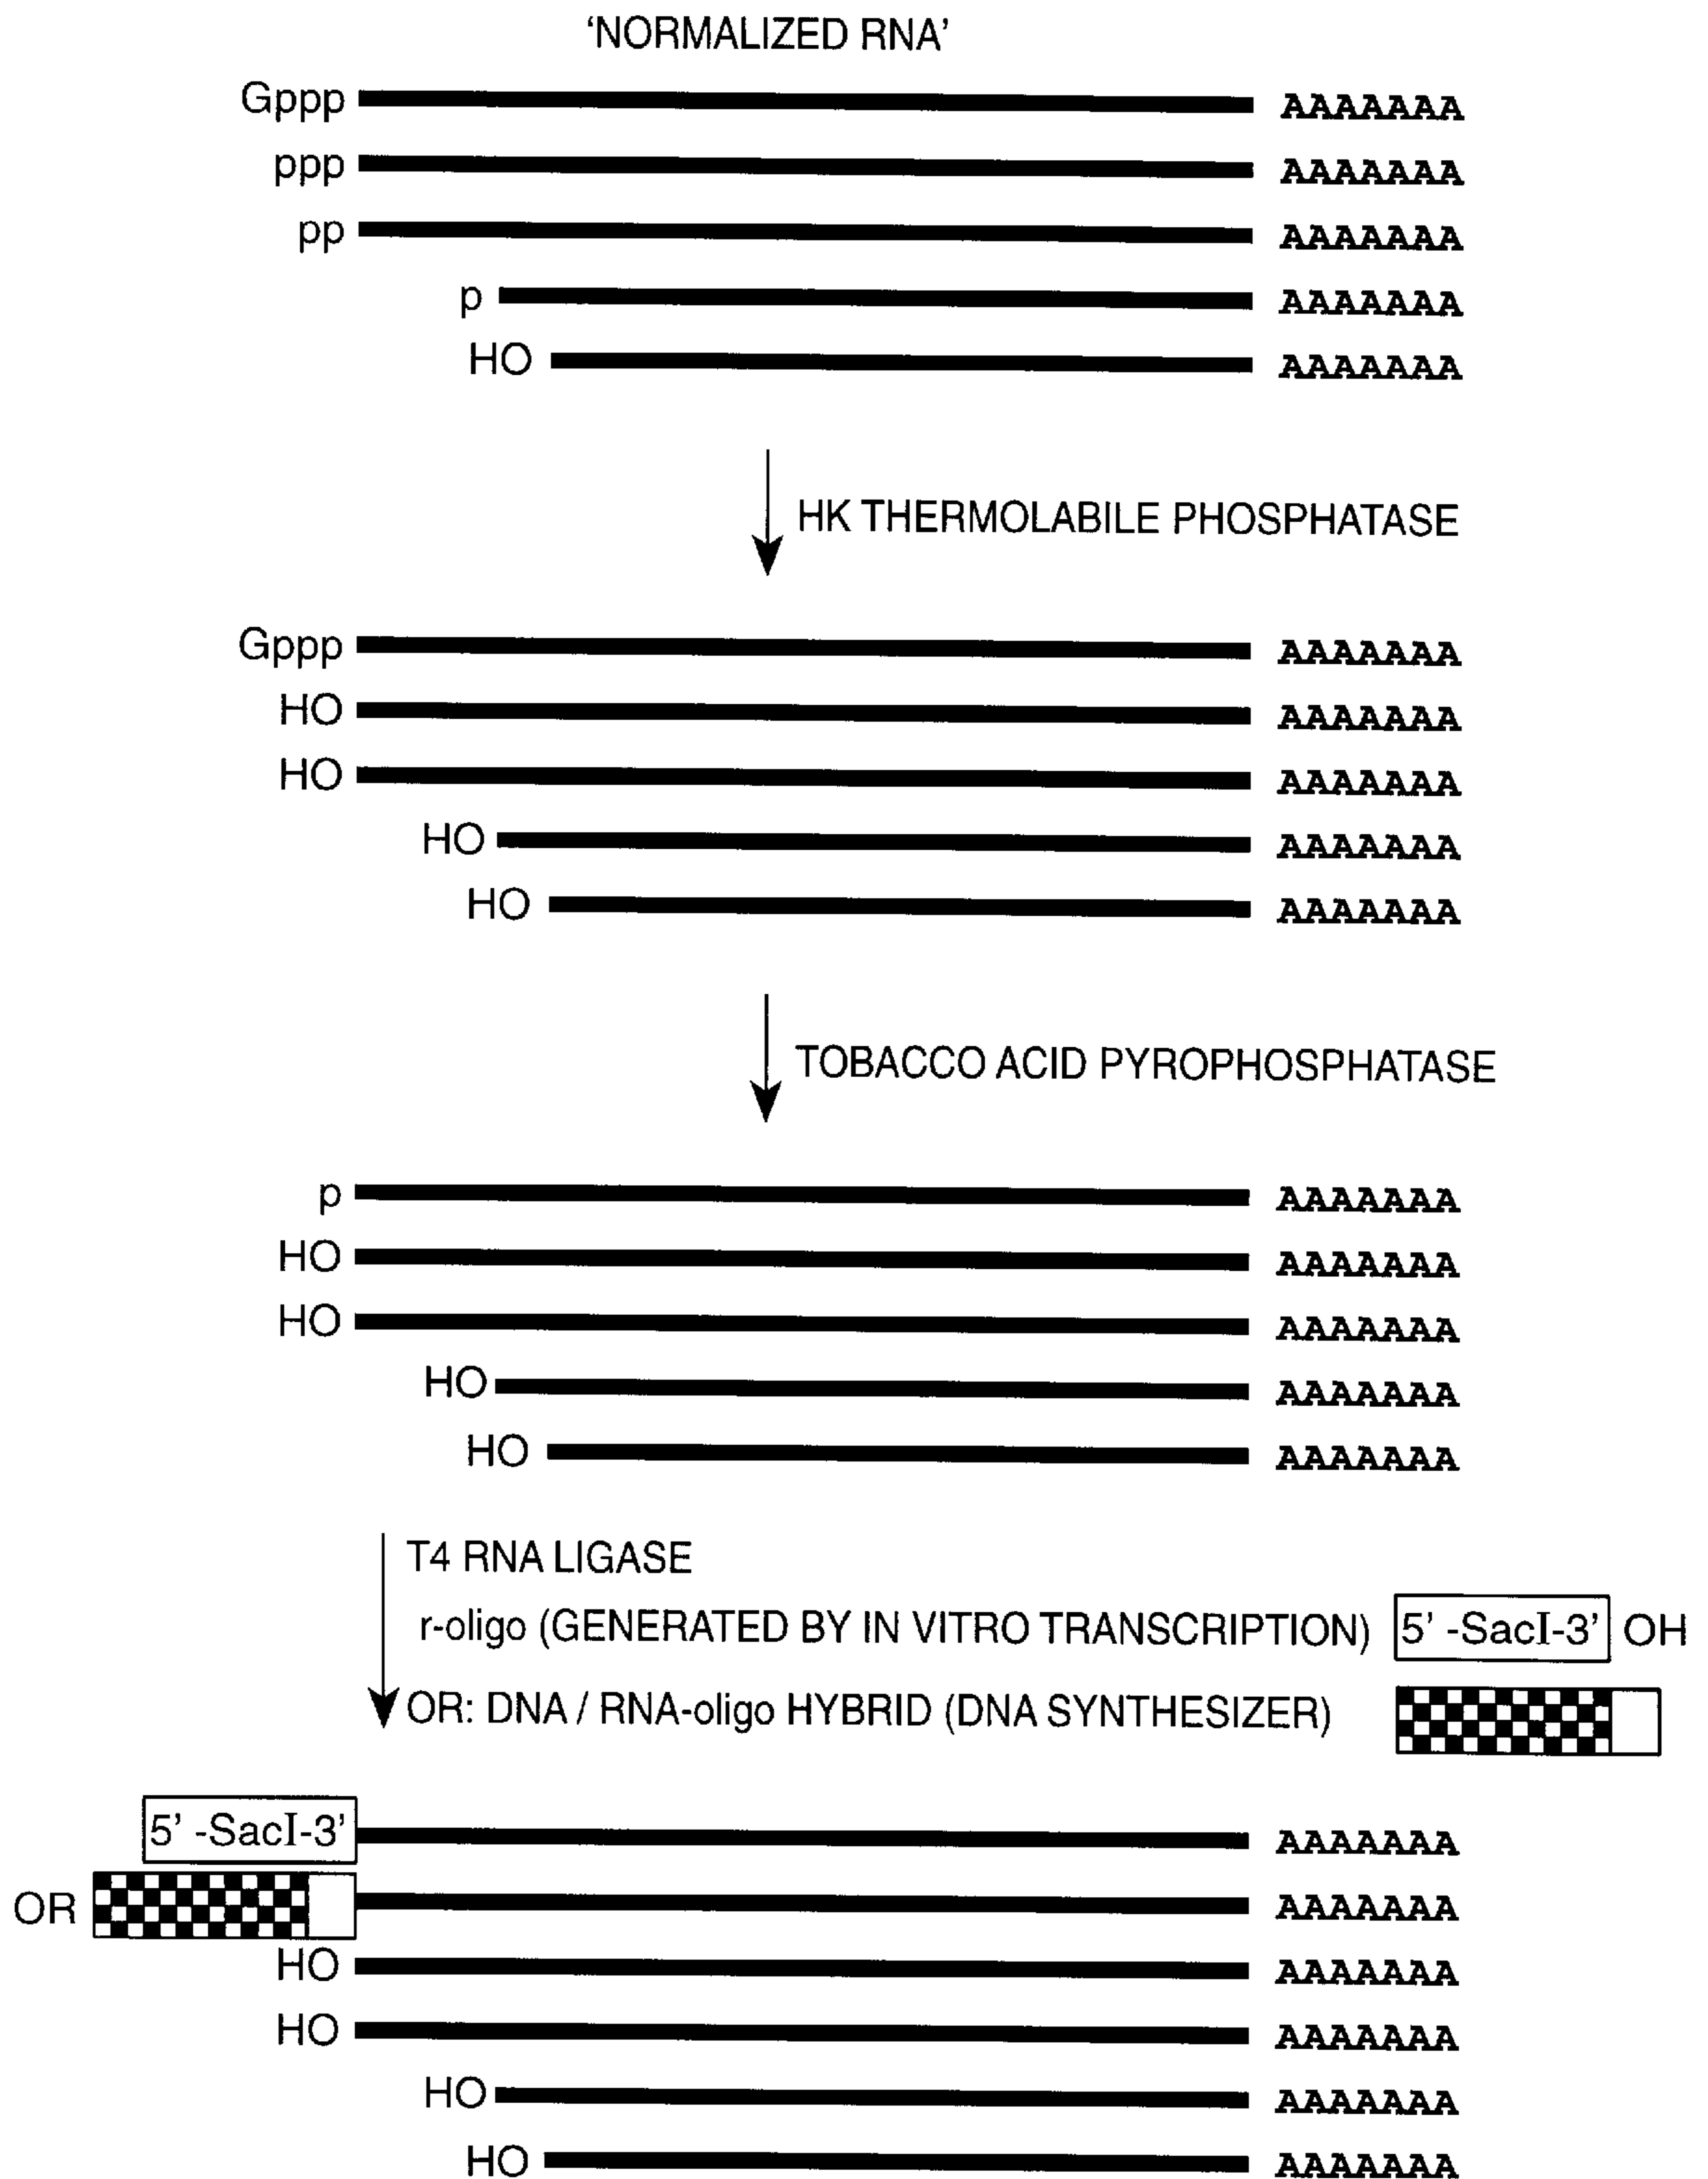 ‘NORMALIZED RNA’
Gppp AAAAAAA
ppp AAAAAAA
pp AAAAAAA
p AAAAAAA
HO AAAAAAA
HK THERMOLABILE PHOSPHATASE
Gppp AAAAAAA
HO AAAAAAA
HO AAAAAAA
HO AAAAAAA
HO AAAAAAA
TOBACCO ACID PYROPHOSPHATASE
p AAAAAAA
HO AAAAAAA
HO AAAAAAA
HO AAAAAAA
HO AAAAAAA
T4 RNA LIGASE
r-oligo (GENERATED BY IN VITRO TRANSCRIPTION) 5’ -SacI-3’ OH
OR: DNA / RNA-oligo HYBRID (DNA SYNTHESIZER)
5’ -SacI-3’ AAAAAAA
OR AAAAAAA
HO AAAAAAA
HO AAAAAAA
HO AAAAAAA
HO AAAAAAA